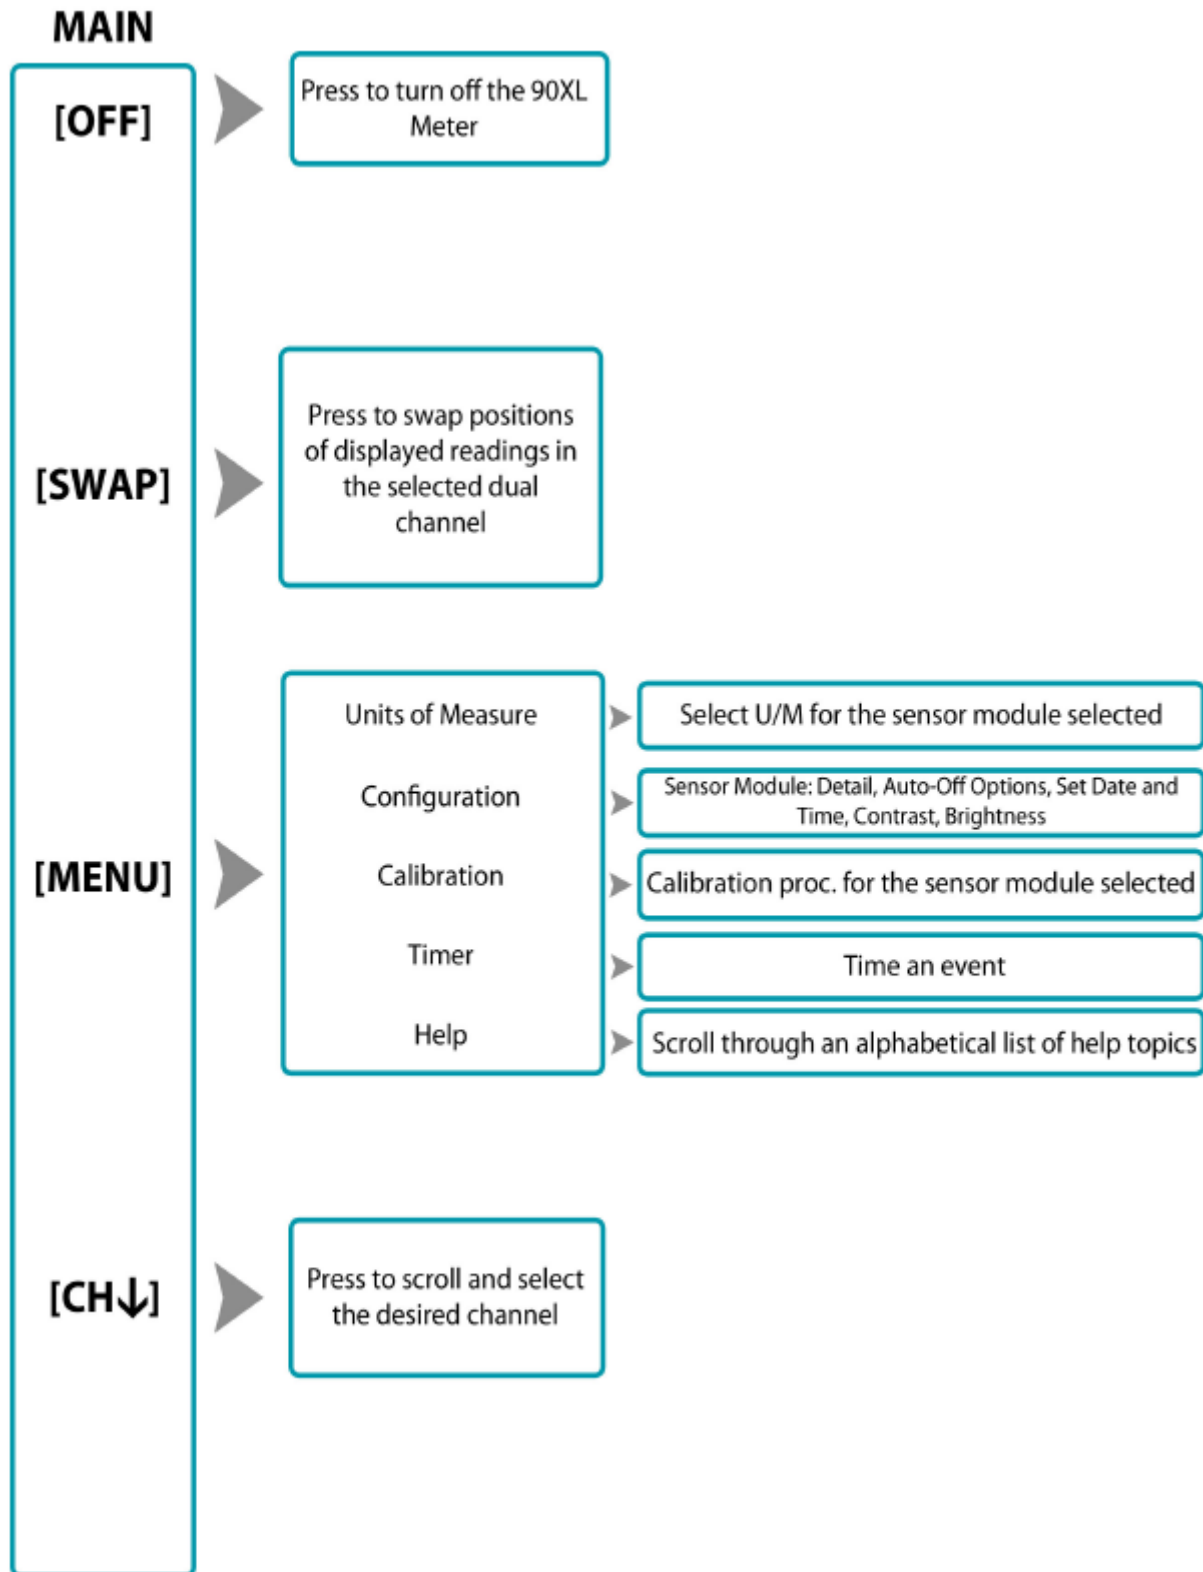 MAIN
[OFF]
Press to turn off the 90XL
Meter
[SWAP]
Press to swap positions
of displayed readings in
the selected dual
channel
[MENU]
Units of Measure
Select U/M for the sensor module selected
Configuration
Sensor Module: Detail, Auto-Off Options, Set Date and
Time, Contrast, Brightness
Calibration
Calibration proc. for the sensor module selected
Timer
Time an event
Help
Scroll through an alphabetical list of help topics
[CH↓]
Press to scroll and select
the desired channel